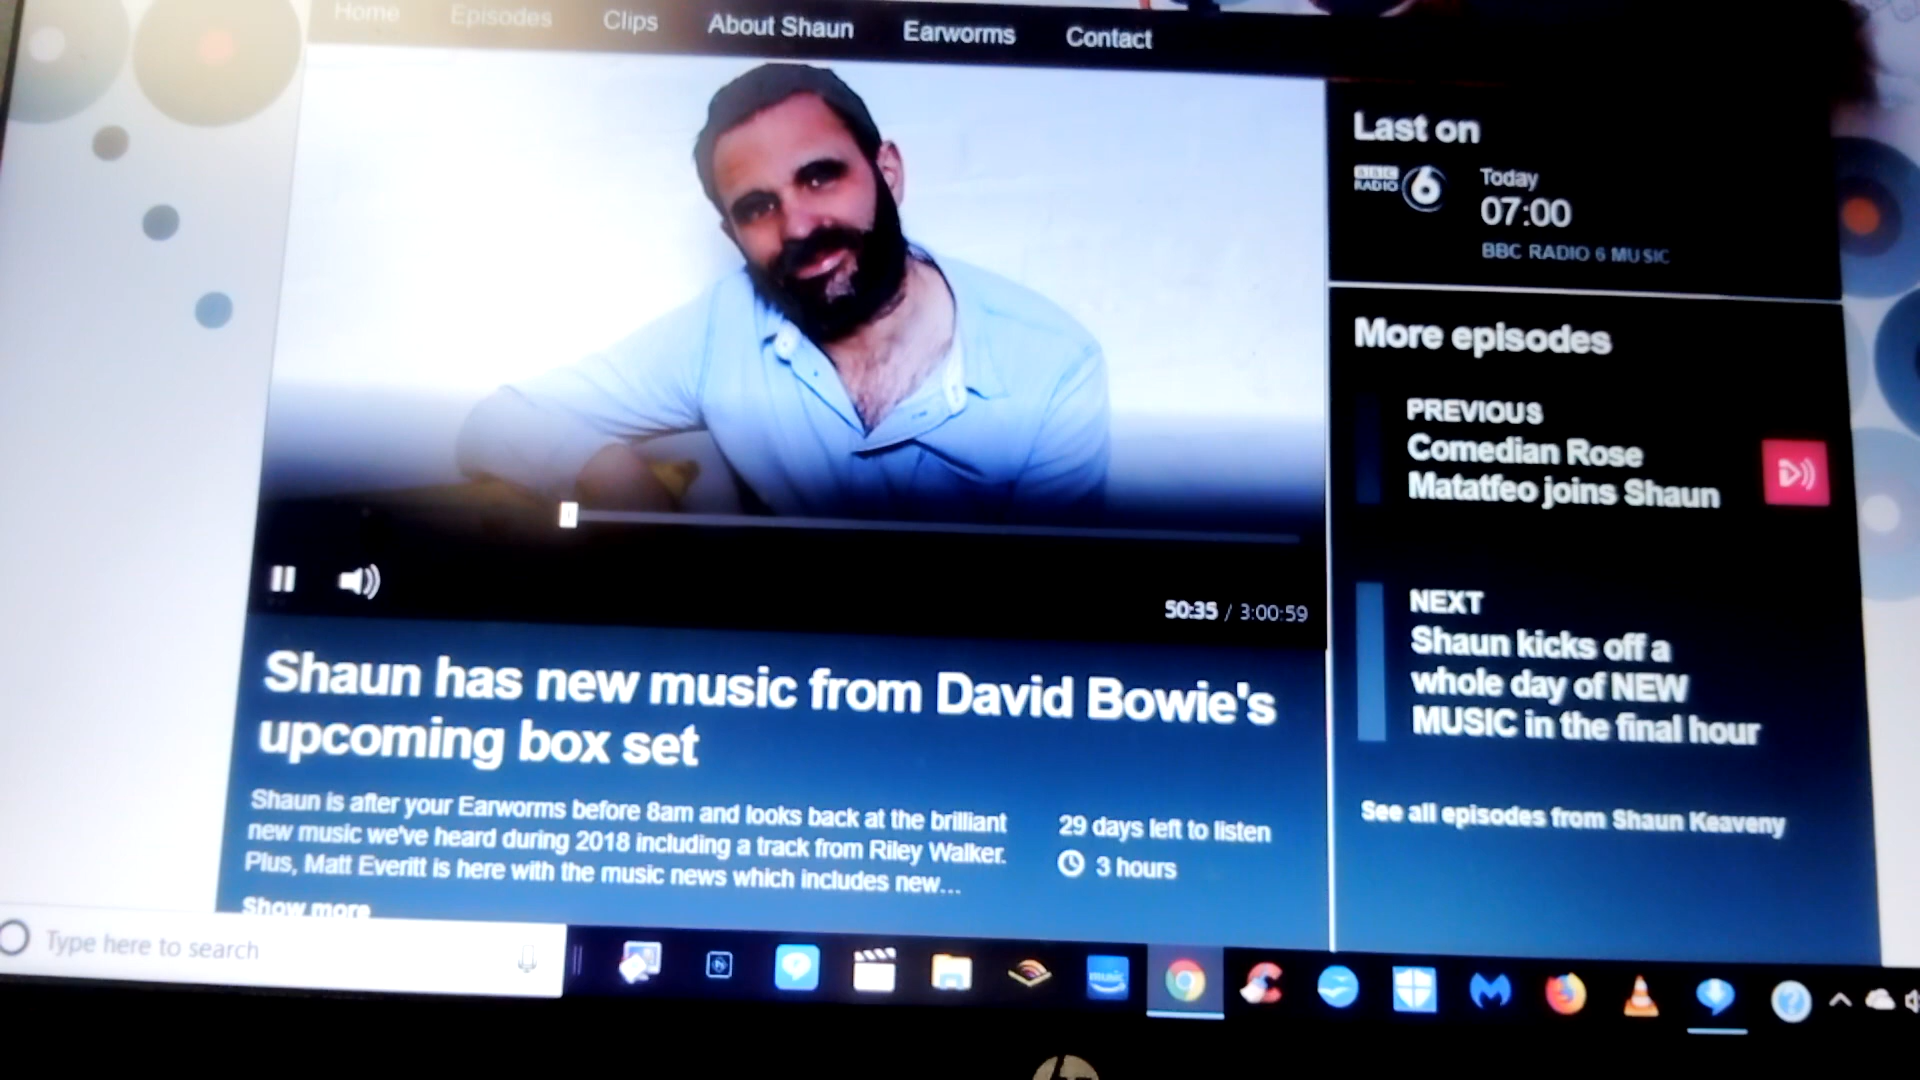 Home Episodes Clips About Shaun Earworms Contact
Last on
BBC
RADIO 6
Today
07:00
BBC RADIO 6 MUSIC
More episodes
PREVIOUS
Comedian Rose
Matatfeo joins Shaun
NEXT
Shaun kicks off a
whole day of NEW
MUSIC in the final hour
See all episodes from Shaun Keaveny
50:35 / 3:00:59
Shaun has new music from David Bowie's
upcoming box set
Shaun is after your Earworms before 8am and looks back at the brilliant
new music we've heard during 2018 including a track from Riley Walker.
Plus, Matt Everitt is here with the music news which includes new...
Show more
29 days left to listen
3 hours
Type here to search
music